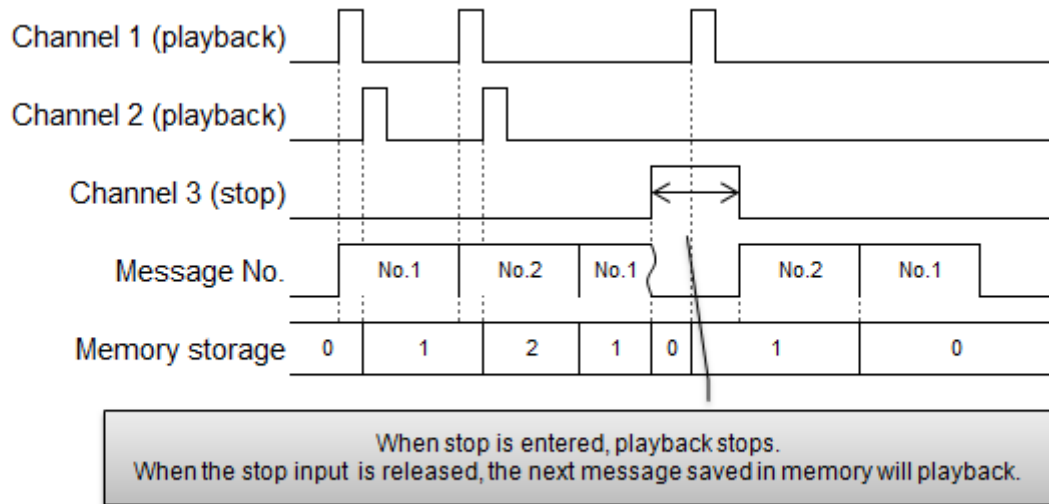 Channel 1 (playback)
Channel 2 (playback)
Channel 3 (stop)
Message No. No.1 No.2 No.1 No.2 No.1
Memory storage 0 1 2 1 0 1 0
When stop is entered, playback stops.
When the stop input is released, the next message saved in memory will playback.